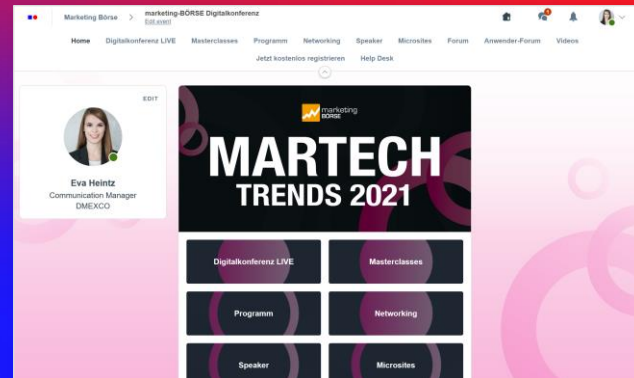 Marketing Börse > marketing-BÖRSE Digitalkonferenz
Edit event
Home Digitalkonferenz LIVE Masterclasses Programm Networking Speaker Microsites Forum Anwender-Forum Videos
Jetzt kostenlos registrieren Help Desk
EDIT
Eva Heintz
Communication Manager
DMEXCO
marketing
BÖRSE
MARTECH
TRENDS 2021
Digitalkonferenz LIVE Masterclasses
Programm Networking
Speaker Microsites